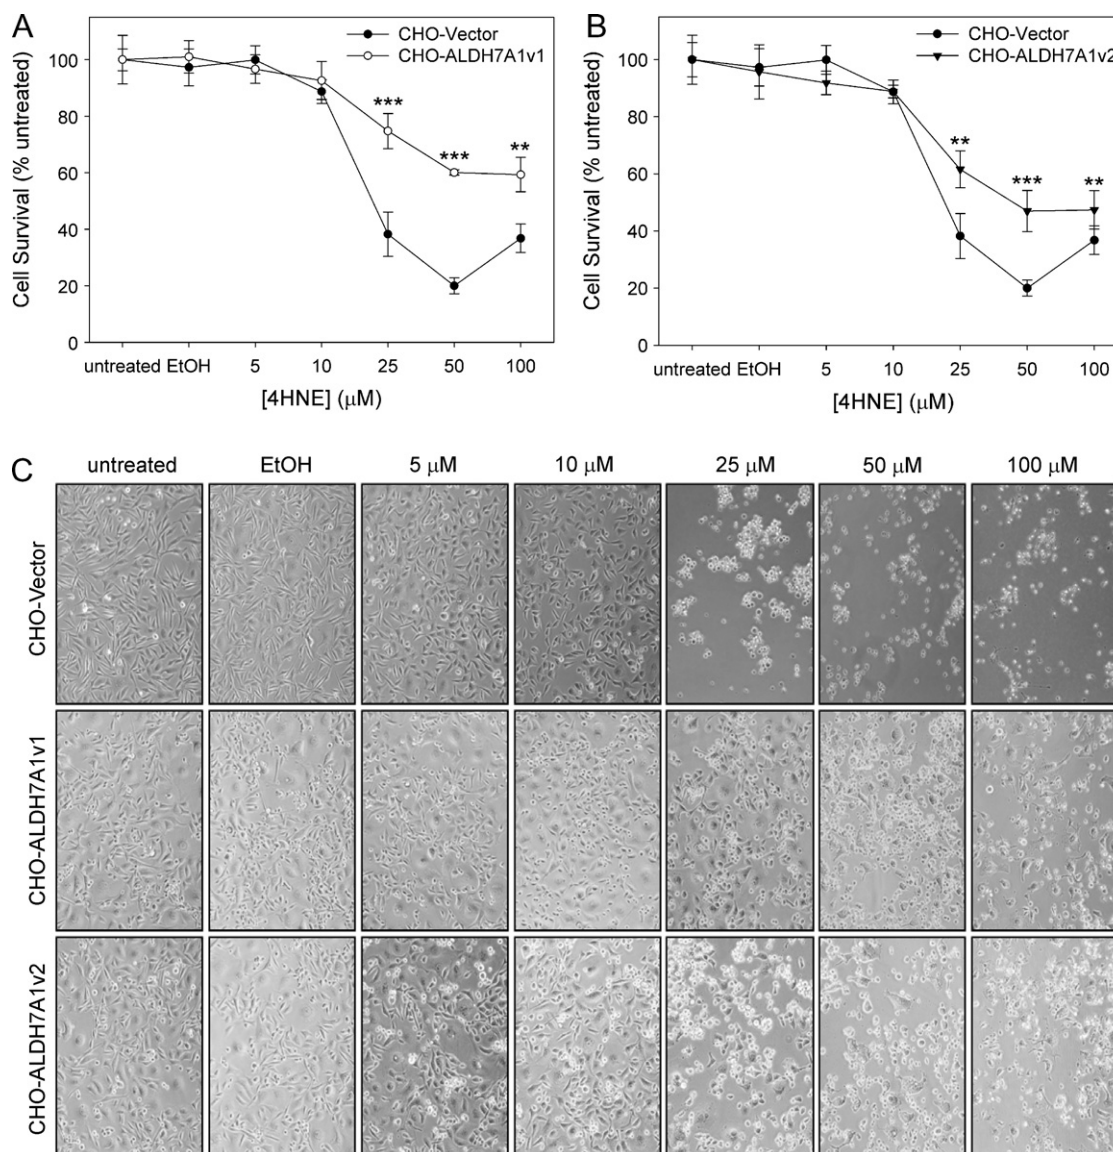 A
CHO-Vector
CHO-ALDH7A1v1
Cell Survival (% untreated)
100
80
60
40
20
0
***
***
**
untreated EtOH 5 10 25 50 100
[4HNE] (μM)
B
CHO-Vector
CHO-ALDH7A1v2
Cell Survival (% untreated)
100
80
60
40
20
0
**
***
**
untreated EtOH 5 10 25 50 100
[4HNE] (μM)
C
untreated EtOH 5 μM 10 μM 25 μM 50 μM 100 μM
CHO-Vector
CHO-ALDH7A1v1
CHO-ALDH7A1v2